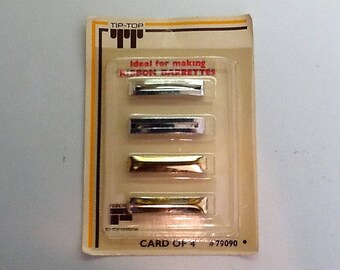 TIP-TOP
Ideal for making
RIBBON BARRETTES
CARD OF 4 #79090